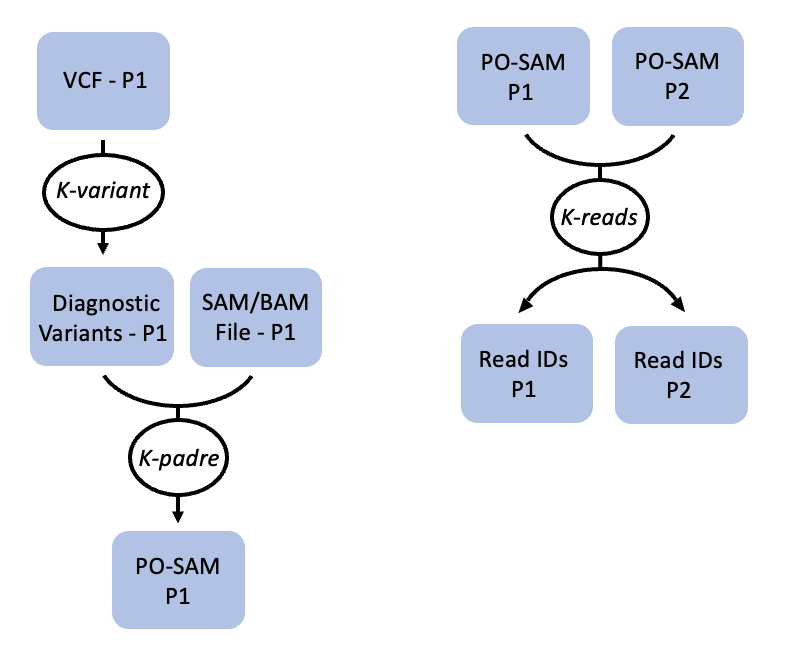 VCF - P1
K-variant
Diagnostic
Variants - P1
SAM/BAM
File - P1
K-padre
PO-SAM
P1
PO-SAM
P1
PO-SAM
P2
K-reads
Read IDs
P1
Read IDs
P2